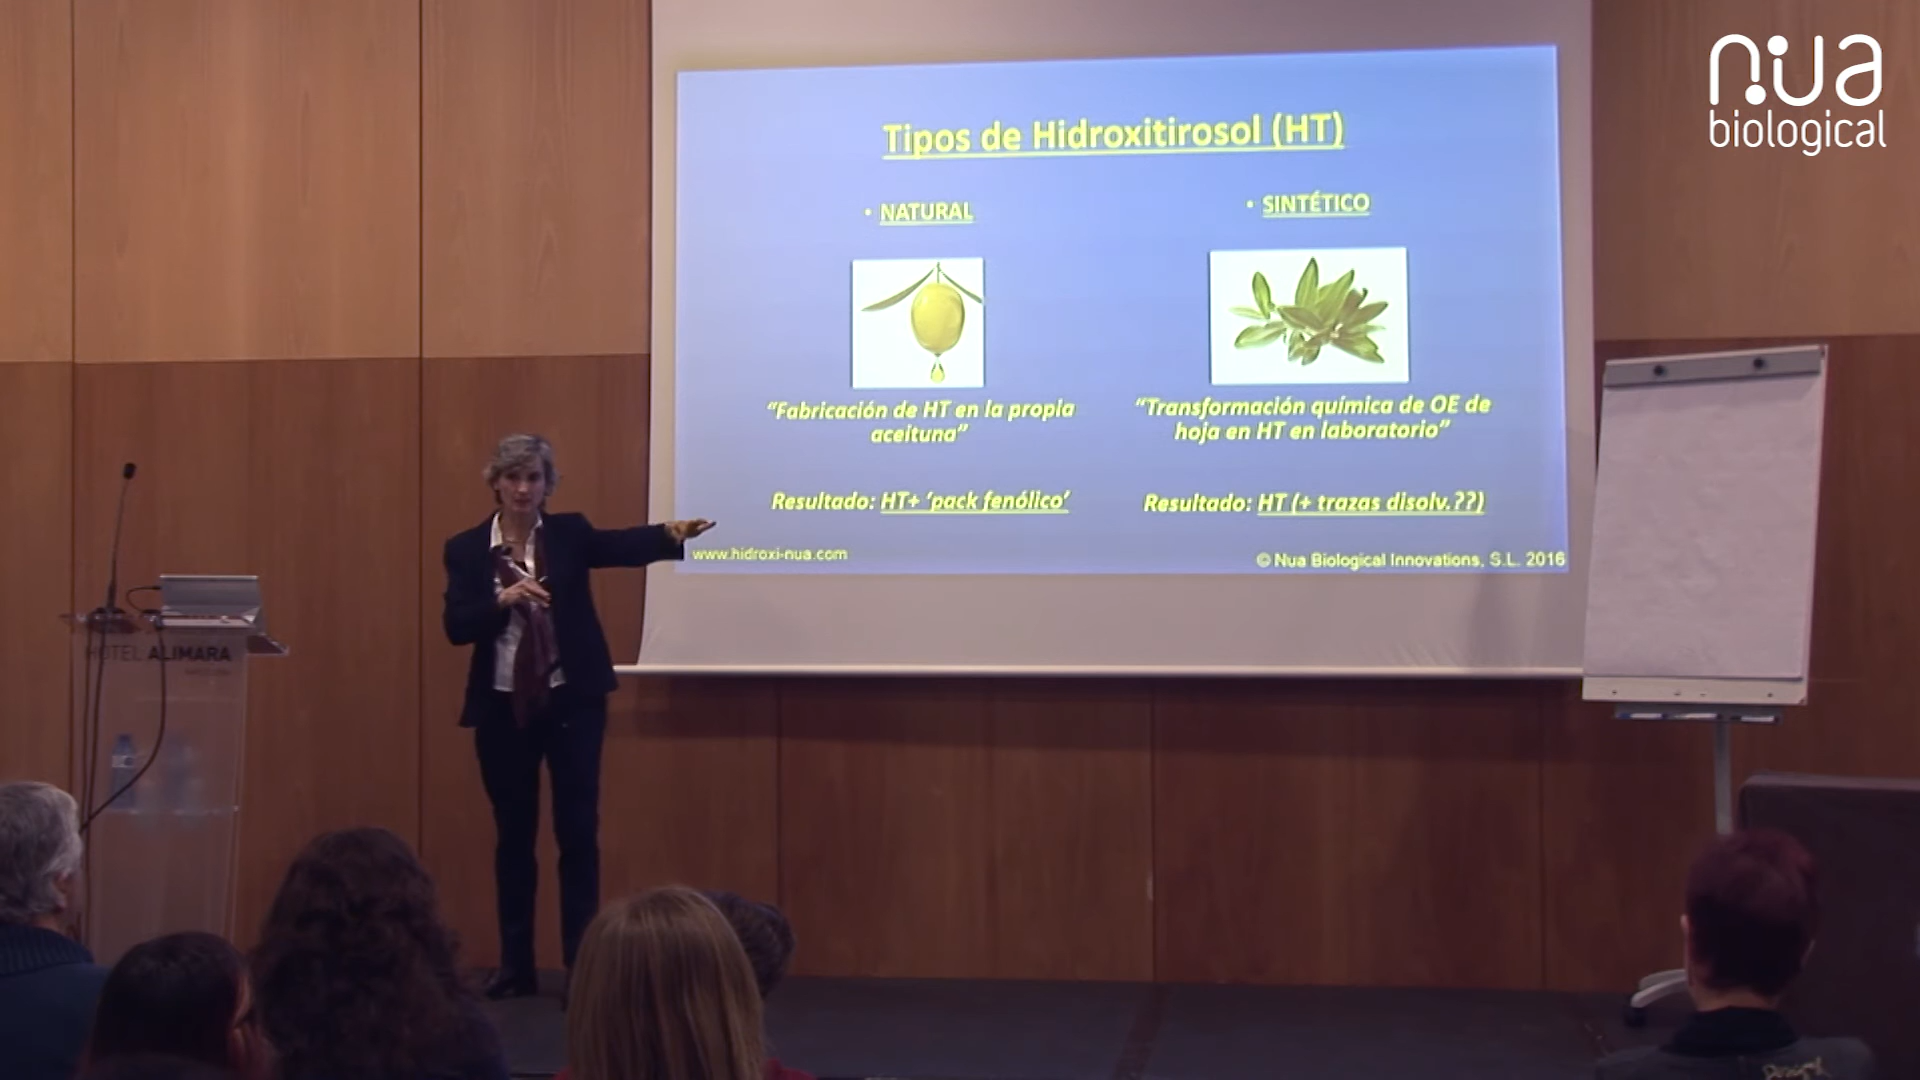 nua
biological
Tipos de Hidroxitirosol (HT)
• NATURAL
• SINTÉTICO
“Fabricación de HT en la propia
aceituna”
“Transformación química de OE de
hoja en HT en laboratorio”
Resultado: HT+ ‘pack fenólico’
Resultado: HT (+ trazas disolv.??)
www.hidroxi-nua.com
© Nua Biological Innovations, S.L. 2016
HOTEL ALIMARA